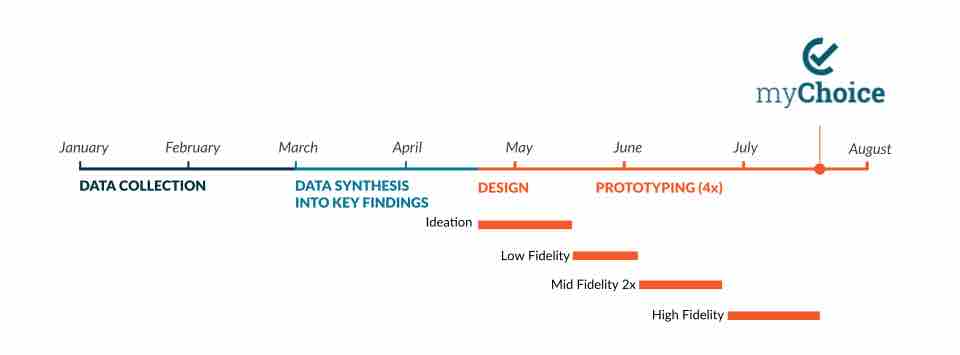 myChoice
January February March April May June July August
DATA COLLECTION DATA SYNTHESIS DESIGN PROTOTYPING (4x)
INTO KEY FINDINGS
Ideation
Low Fidelity
Mid Fidelity 2x
High Fidelity